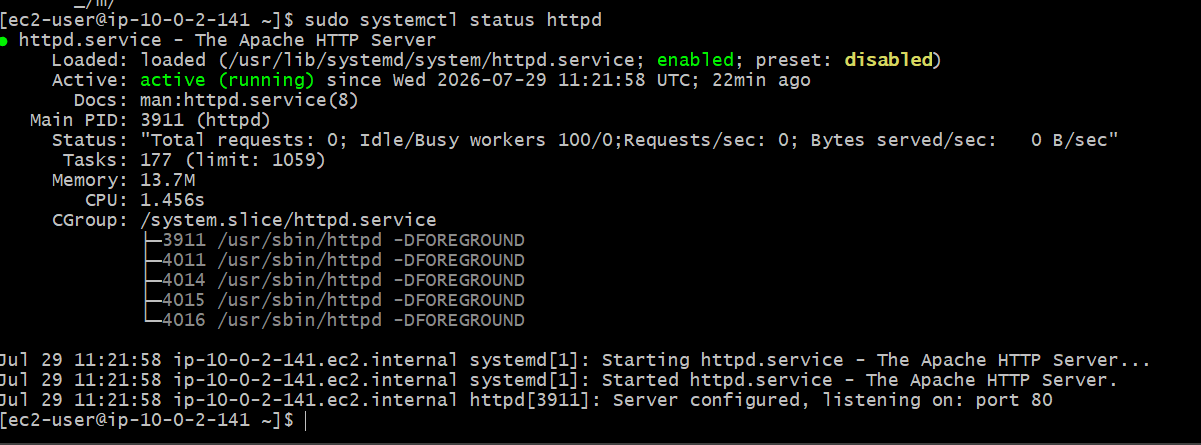 _/m/
[ec2-user@ip-10-0-2-141 ~]$ sudo systemctl status httpd
● httpd.service - The Apache HTTP Server
     Loaded: loaded (/usr/lib/systemd/system/httpd.service; enabled; preset: disabled)
     Active: active (running) since Wed 2026-07-29 11:21:58 UTC; 22min ago
       Docs: man:httpd.service(8)
   Main PID: 3911 (httpd)
     Status: "Total requests: 0; Idle/Busy workers 100/0;Requests/sec: 0; Bytes served/sec:   0 B/sec"
      Tasks: 177 (limit: 1059)
     Memory: 13.7M
        CPU: 1.456s
     CGroup: /system.slice/httpd.service
             ├─3911 /usr/sbin/httpd -DFOREGROUND
             ├─4011 /usr/sbin/httpd -DFOREGROUND
             ├─4014 /usr/sbin/httpd -DFOREGROUND
             ├─4015 /usr/sbin/httpd -DFOREGROUND
             └─4016 /usr/sbin/httpd -DFOREGROUND
Jul 29 11:21:58 ip-10-0-2-141.ec2.internal systemd[1]: Starting httpd.service - The Apache HTTP Server...
Jul 29 11:21:58 ip-10-0-2-141.ec2.internal systemd[1]: Started httpd.service - The Apache HTTP Server.
Jul 29 11:21:58 ip-10-0-2-141.ec2.internal httpd[3911]: Server configured, listening on: port 80
[ec2-user@ip-10-0-2-141 ~]$